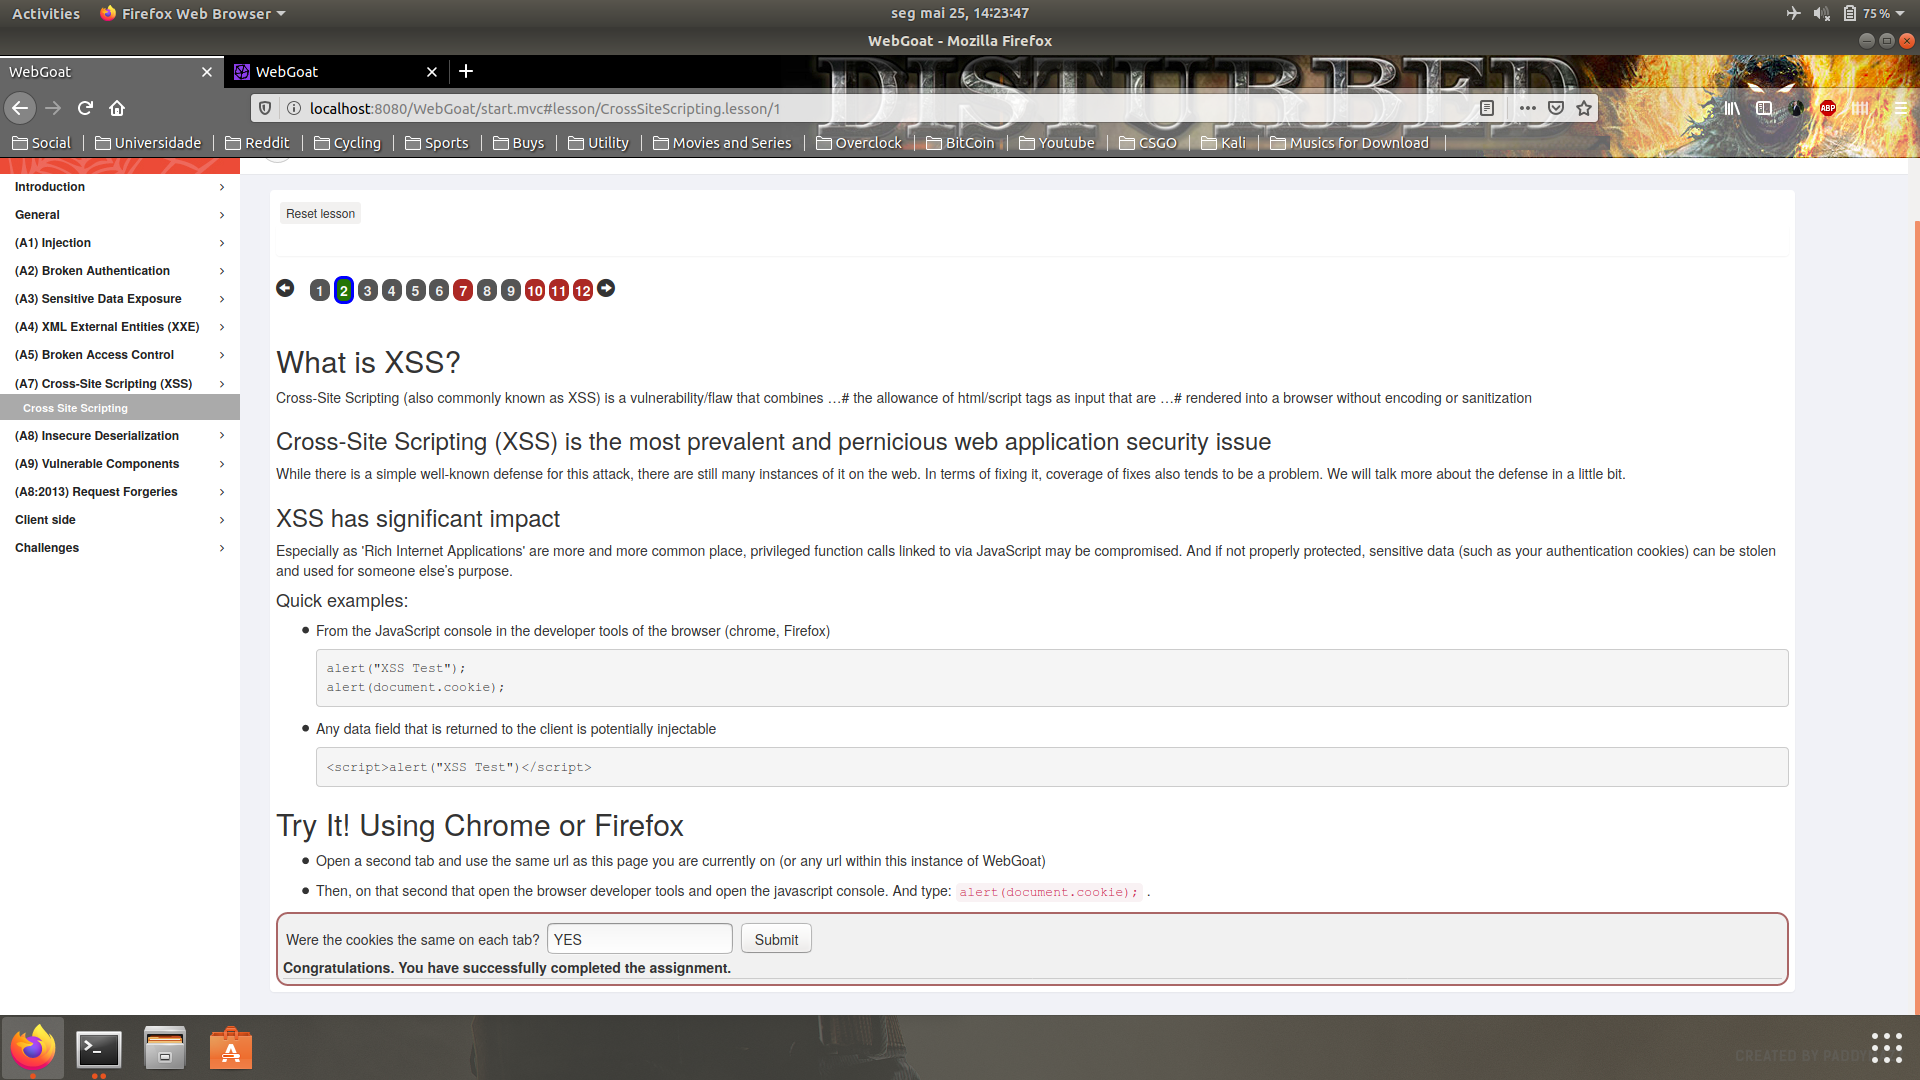 Activities Firefox Web Browser seg mai 25, 14:23:47 75%
WebGoat - Mozilla Firefox
WebGoat WebGoat
DISTURBED
localhost:8080/WebGoat/start.mvc#lesson/CrossSiteScripting.lesson/1 ABP
Social Universidade Reddit Cycling Sports Buys Utility Movies and Series Overclock BitCoin Youtube CSGO Kali Musics for Download
Introduction
General
(A1) Injection
(A2) Broken Authentication
(A3) Sensitive Data Exposure
(A4) XML External Entities (XXE)
(A5) Broken Access Control
(A7) Cross-Site Scripting (XSS)
Cross Site Scripting
(A8) Insecure Deserialization
(A9) Vulnerable Components
(A8:2013) Request Forgeries
Client side
Challenges
Reset lesson
1 2 3 4 5 6 7 8 9 10 11 12
What is XSS?
Cross-Site Scripting (also commonly known as XSS) is a vulnerability/flaw that combines …# the allowance of html/script tags as input that are …# rendered into a browser without encoding or sanitization
Cross-Site Scripting (XSS) is the most prevalent and pernicious web application security issue
While there is a simple well-known defense for this attack, there are still many instances of it on the web. In terms of fixing it, coverage of fixes also tends to be a problem. We will talk more about the defense in a little bit.
XSS has significant impact
Especially as 'Rich Internet Applications' are more and more common place, privileged function calls linked to via JavaScript may be compromised. And if not properly protected, sensitive data (such as your authentication cookies) can be stolen
and used for someone else's purpose.
Quick examples:
From the JavaScript console in the developer tools of the browser (chrome, Firefox)
alert("XSS Test");
alert(document.cookie);
Any data field that is returned to the client is potentially injectable
<script>alert("XSS Test")</script>
Try It! Using Chrome or Firefox
Open a second tab and use the same url as this page you are currently on (or any url within this instance of WebGoat)
Then, on that second that open the browser developer tools and open the javascript console. And type: alert(document.cookie); .
Were the cookies the same on each tab? YES Submit
Congratulations. You have successfully completed the assignment.
CREATED BY